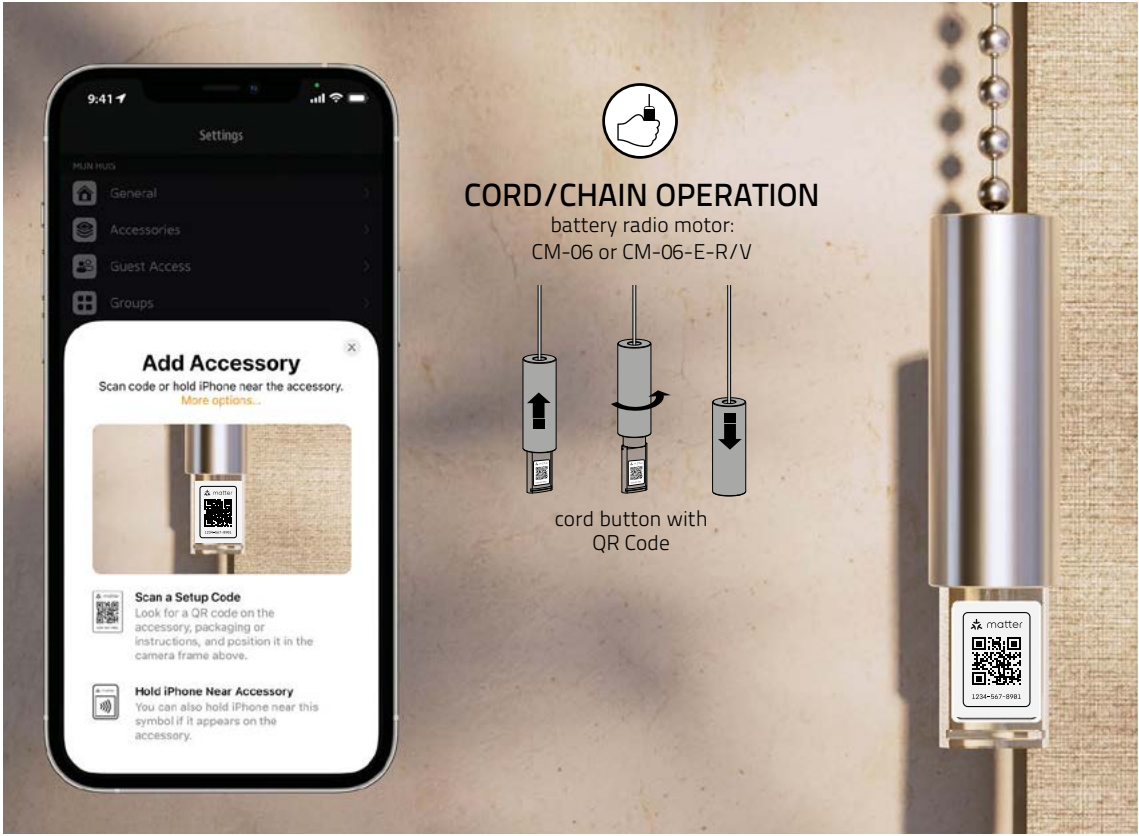 9:41
Settings
MIJN HUIS
General
Accessories
Guest Access
Groups
Add Accessory
Scan code or hold iPhone near the accessory.
More options...
matter
1234-567-8901
Scan a Setup Code
Look for a QR code on the
accessory, packaging or
instructions, and position it in the
camera frame above.
Hold iPhone Near Accessory
You can also hold iPhone near this
symbol if it appears on the
accessory.
CORD/CHAIN OPERATION
battery radio motor:
CM-06 or CM-06-E-R/V
cord button with
QR Code
matter
1234-567-8901